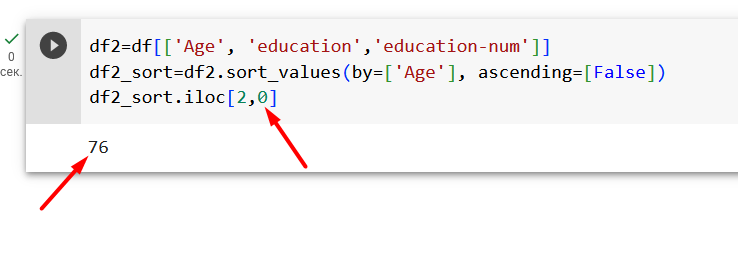 df2=df[['Age', 'education','education-num']]
0
df2_sort=df2.sort_values(by=['Age'], ascending=[False])
сек.
df2_sort.iloc[2,0]
76